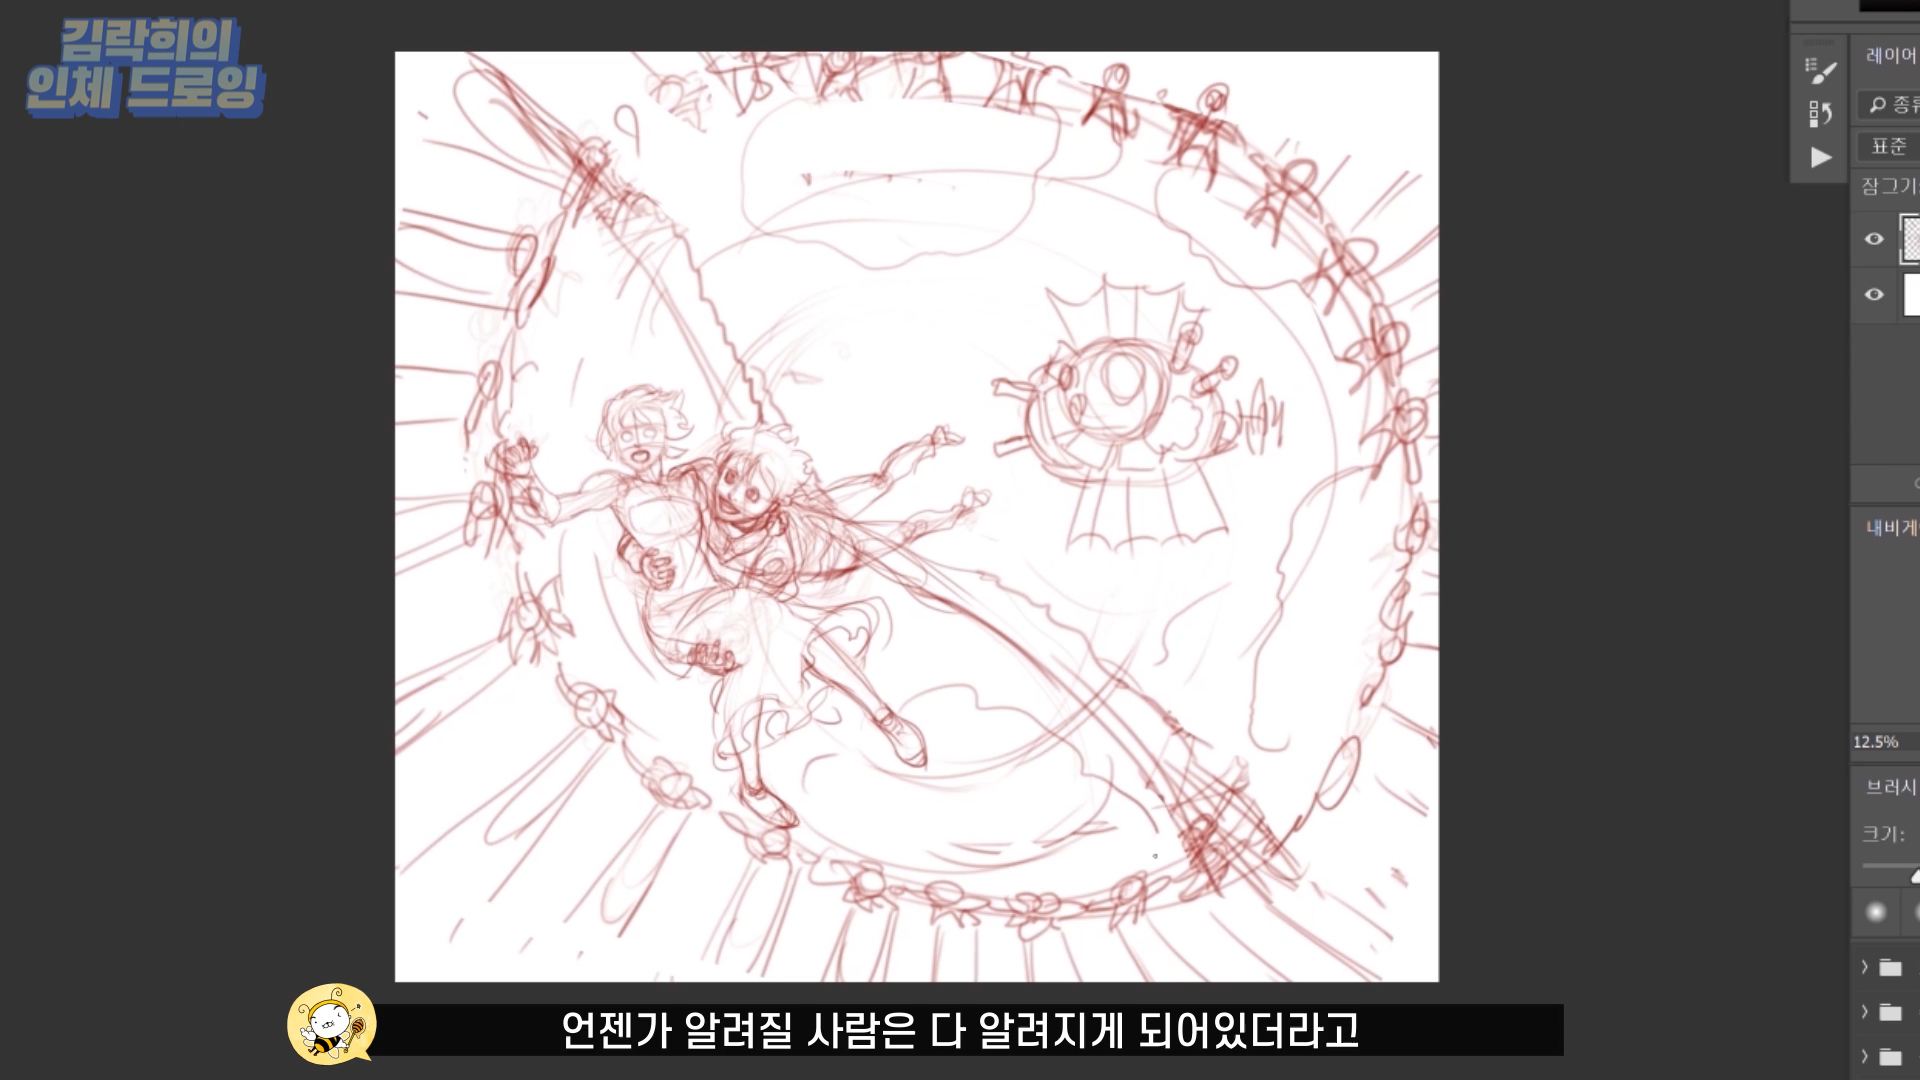 김락희의
인체 드로잉
레이어
종류
표준
잠그기:
내비게이
12.5%
브러시
크기:
언젠가 알려질 사람은 다 알려지게 되어있더라고